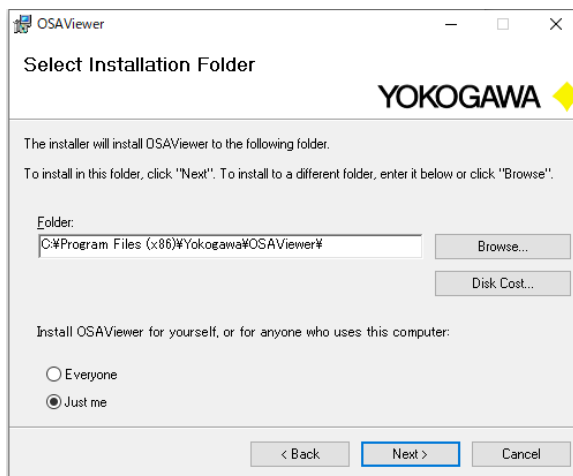 OSAViewer
Select Installation Folder
YOKOGAWA
The installer will install OSAViewer to the following folder.
To install in this folder, click "Next". To install to a different folder, enter it below or click "Browse".
Folder:
C:¥Program Files (x86)¥Yokogawa¥OSAViewer¥
Browse...
Disk Cost...
Install OSAViewer for yourself, or for anyone who uses this computer:
Everyone
Just me
< Back
Next >
Cancel